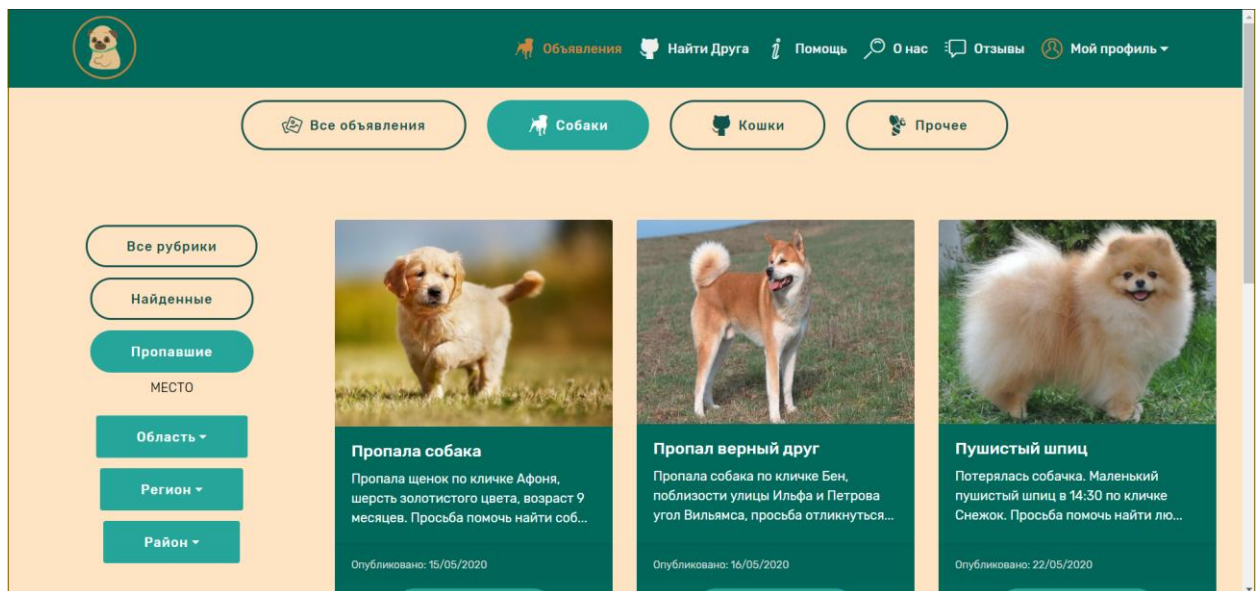 Объявления Найти Друга Помощь О нас Отзывы Мой профиль
Все объявления Собаки Кошки Прочее
Все рубрики
Найденные
Пропавшие
МЕСТО
Область
Регион
Район
Пропала собака
Пропала щенок по кличке Афоня,
шерсть золотистого цвета, возраст 9
месяцев. Просьба помочь найти соб...
Опубликовано: 15/05/2020
Пропал верный друг
Пропала собака по кличке Бен,
поблизости улицы Ильфа и Петрова
угол Вильямса, просьба отликнуться...
Опубликовано: 16/05/2020
Пушистый шпиц
Потерялась собачка. Маленький
пушистый шпиц в 14:30 по кличке
Снежок. Просьба помочь найти лю...
Опубликовано: 22/05/2020